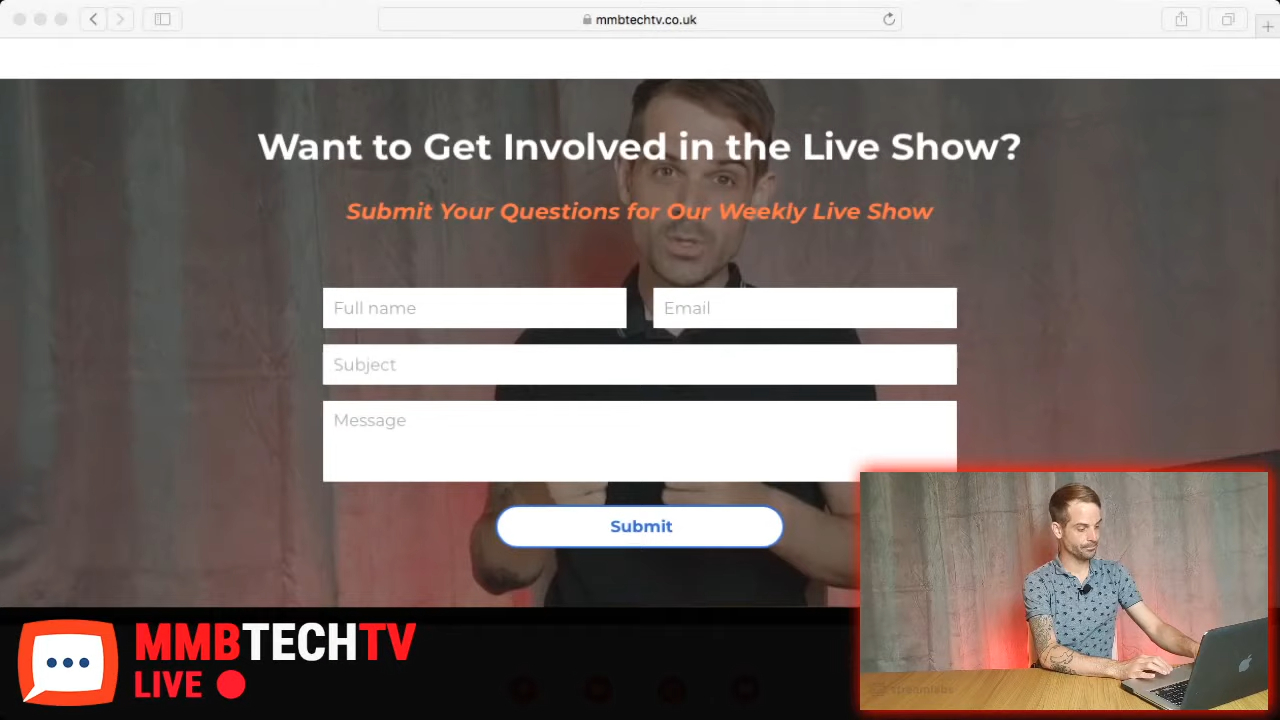 mmbtechtv.co.uk
Want to Get Involved in the Live Show?
Submit Your Questions for Our Weekly Live Show
Full name
Email
Subject
Message
Submit
MMBTECHTV
LIVE
streamlabs